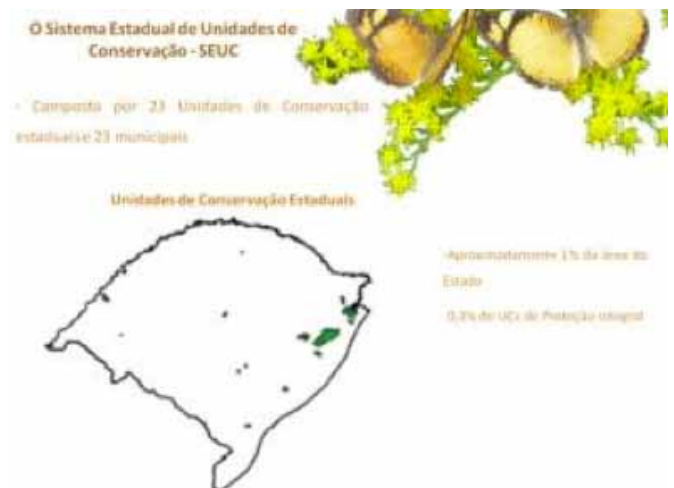 O Sistema Estadual de Unidades de
Conservação - SEUC
- Composta por 23 Unidades de Conservação
estaduais e 23 municipais
Unidades de Conservação Estaduais
-Aproximadamente 1% da área do
Estado
0,3% de UCs de Proteção Integral